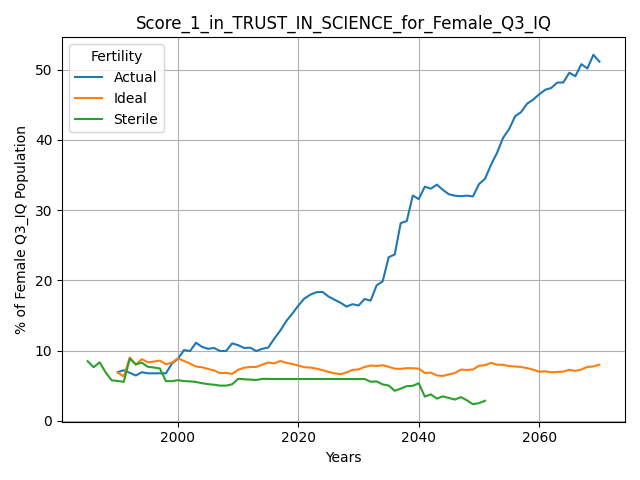 Score_1_in_TRUST_IN_SCIENCE_for_Female_Q3_IQ
Fertility
Actual
Ideal
Sterile
% of Female Q3_IQ Population
50
40
30
20
10
0
2000 2020 2040 2060
Years